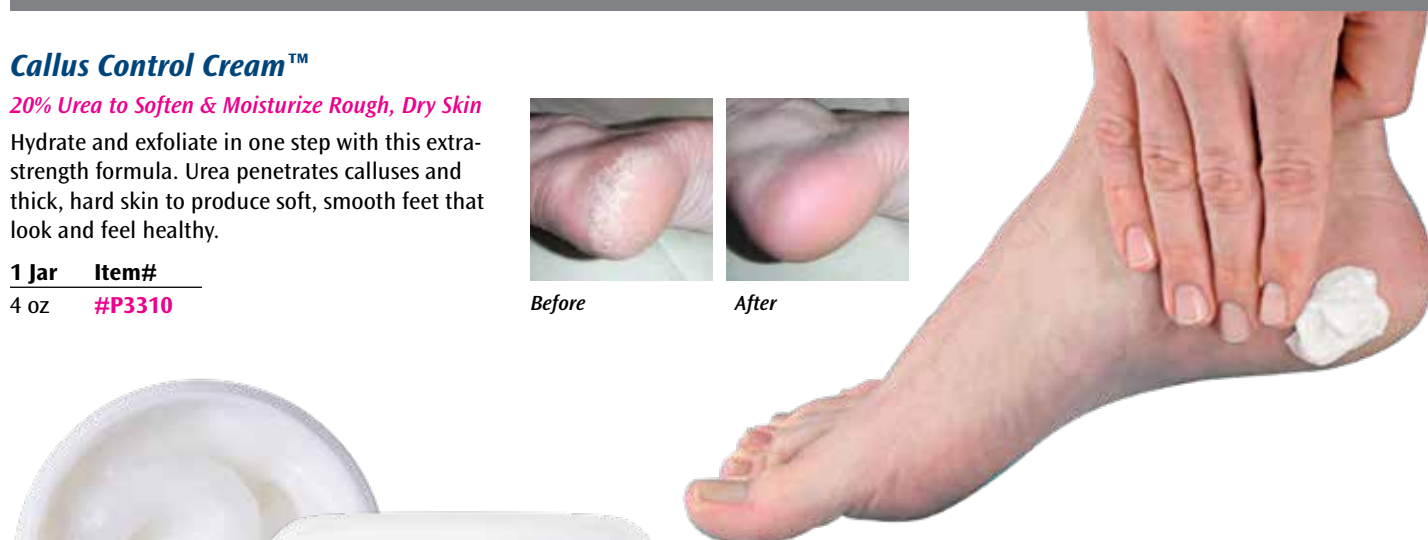 Callus Control Cream™
20% Urea to Soften & Moisturize Rough, Dry Skin
Hydrate and exfoliate in one step with this extra-
strength formula. Urea penetrates calluses and
thick, hard skin to produce soft, smooth feet that
look and feel healthy.
1 Jar Item#
4 oz #P3310
Before After